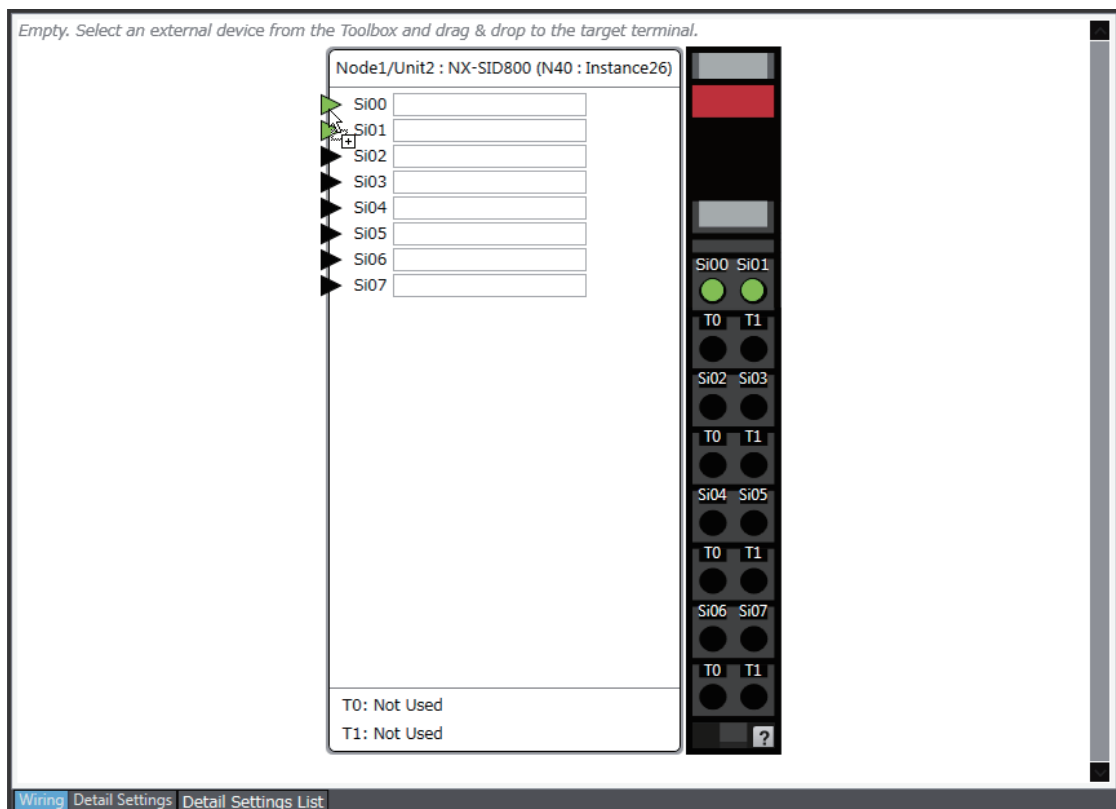 Empty. Select an external device from the Toolbox and drag & drop to the target terminal.
Node1/Unit2 : NX-SID800 (N40 : Instance26)
Si00
Si01
Si02
Si03
Si04
Si05
Si06
Si07
T0: Not Used
T1: Not Used
Si00 Si01
T0 T1
Si02 Si03
T0 T1
Si04 Si05
T0 T1
Si06 Si07
T0 T1
?
Wiring Detail Settings Detail Settings List